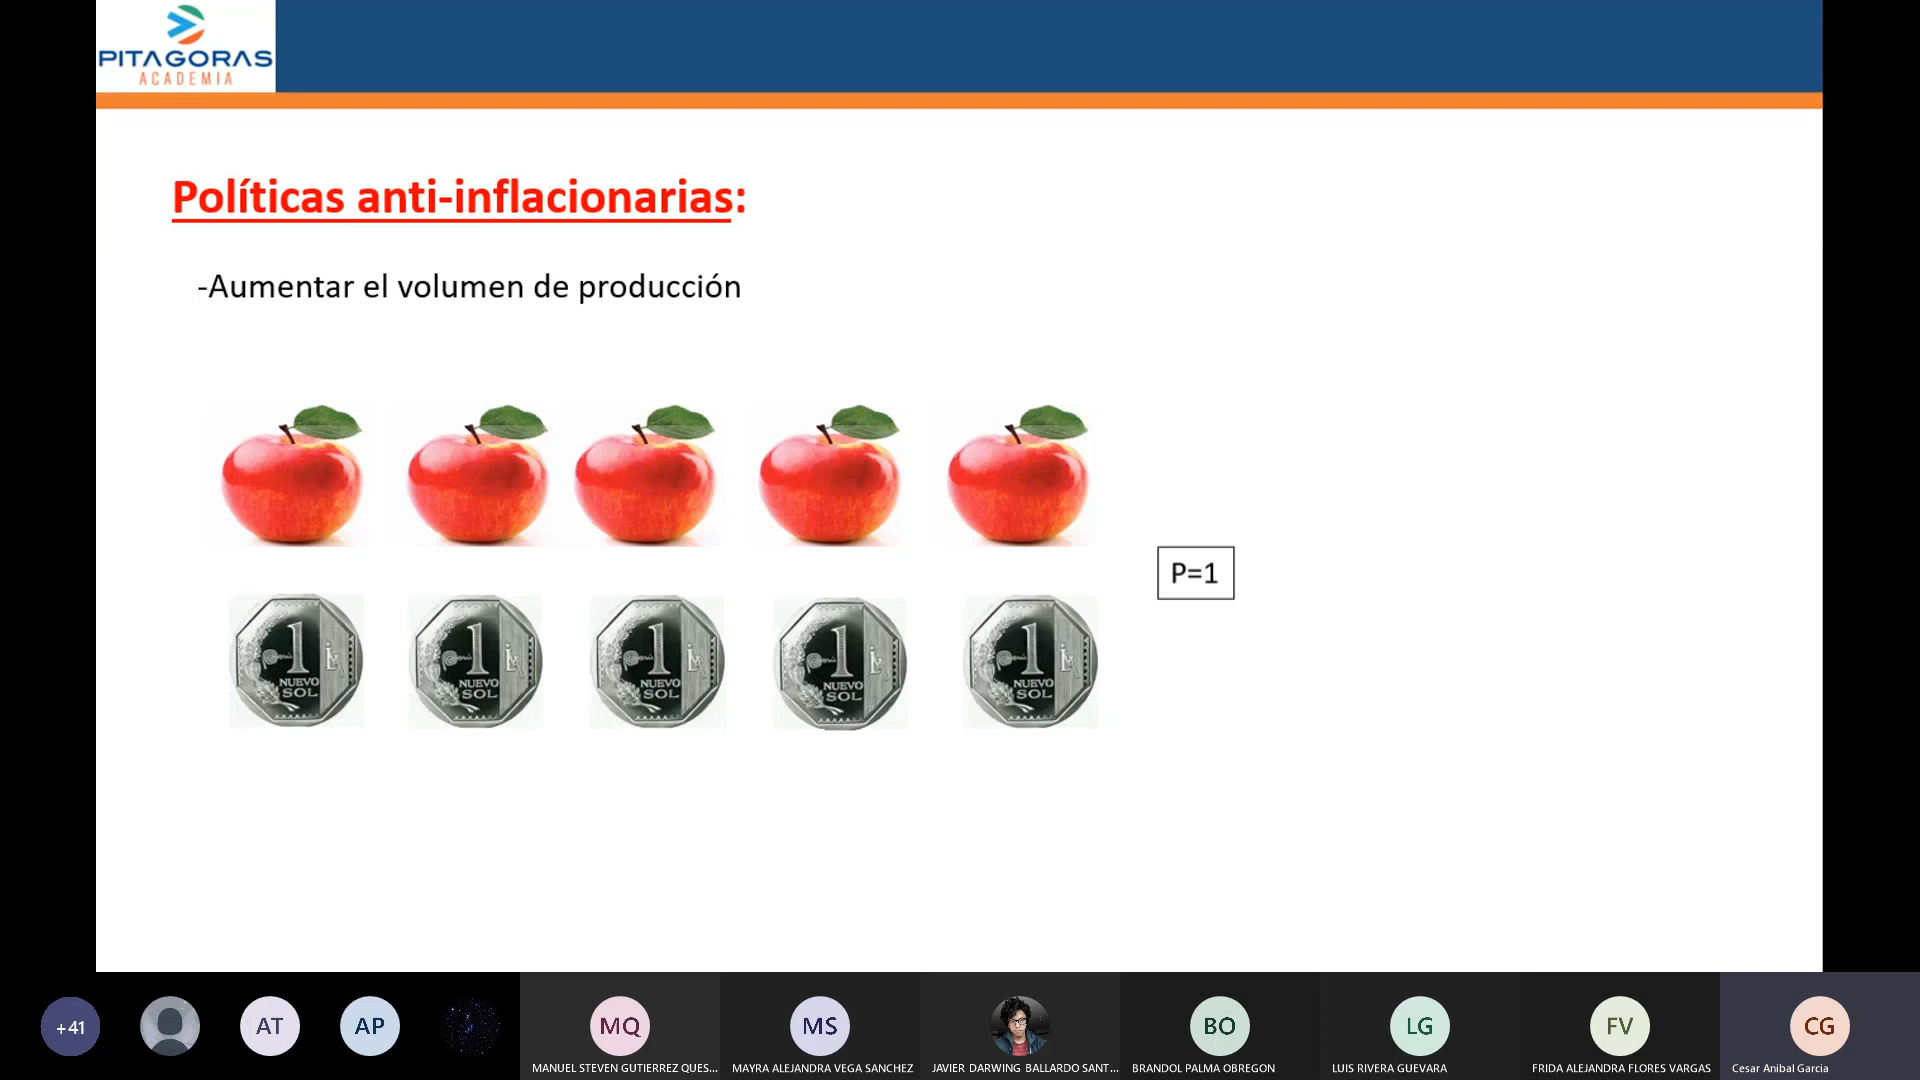 PITAGORAS
ACADEMIA
Políticas anti-inflacionarias:
-Aumentar el volumen de producción
P=1
1
NUEVO
SOL
1
NUEVO
SOL
1
NUEVO
SOL
1
NUEVO
SOL
1
NUEVO
SOL
+41
AT
AP
MQ
MS
BO
LG
FV
CG
MANUEL STEVEN GUTIERREZ QUES...
MAYRA ALEJANDRA VEGA SANCHEZ
JAVIER DARWING BALLARDO SANT...
BRANDOL PALMA OBREGON
LUIS RIVERA GUEVARA
FRIDA ALEJANDRA FLORES VARGAS
Cesar Anibal Garcia